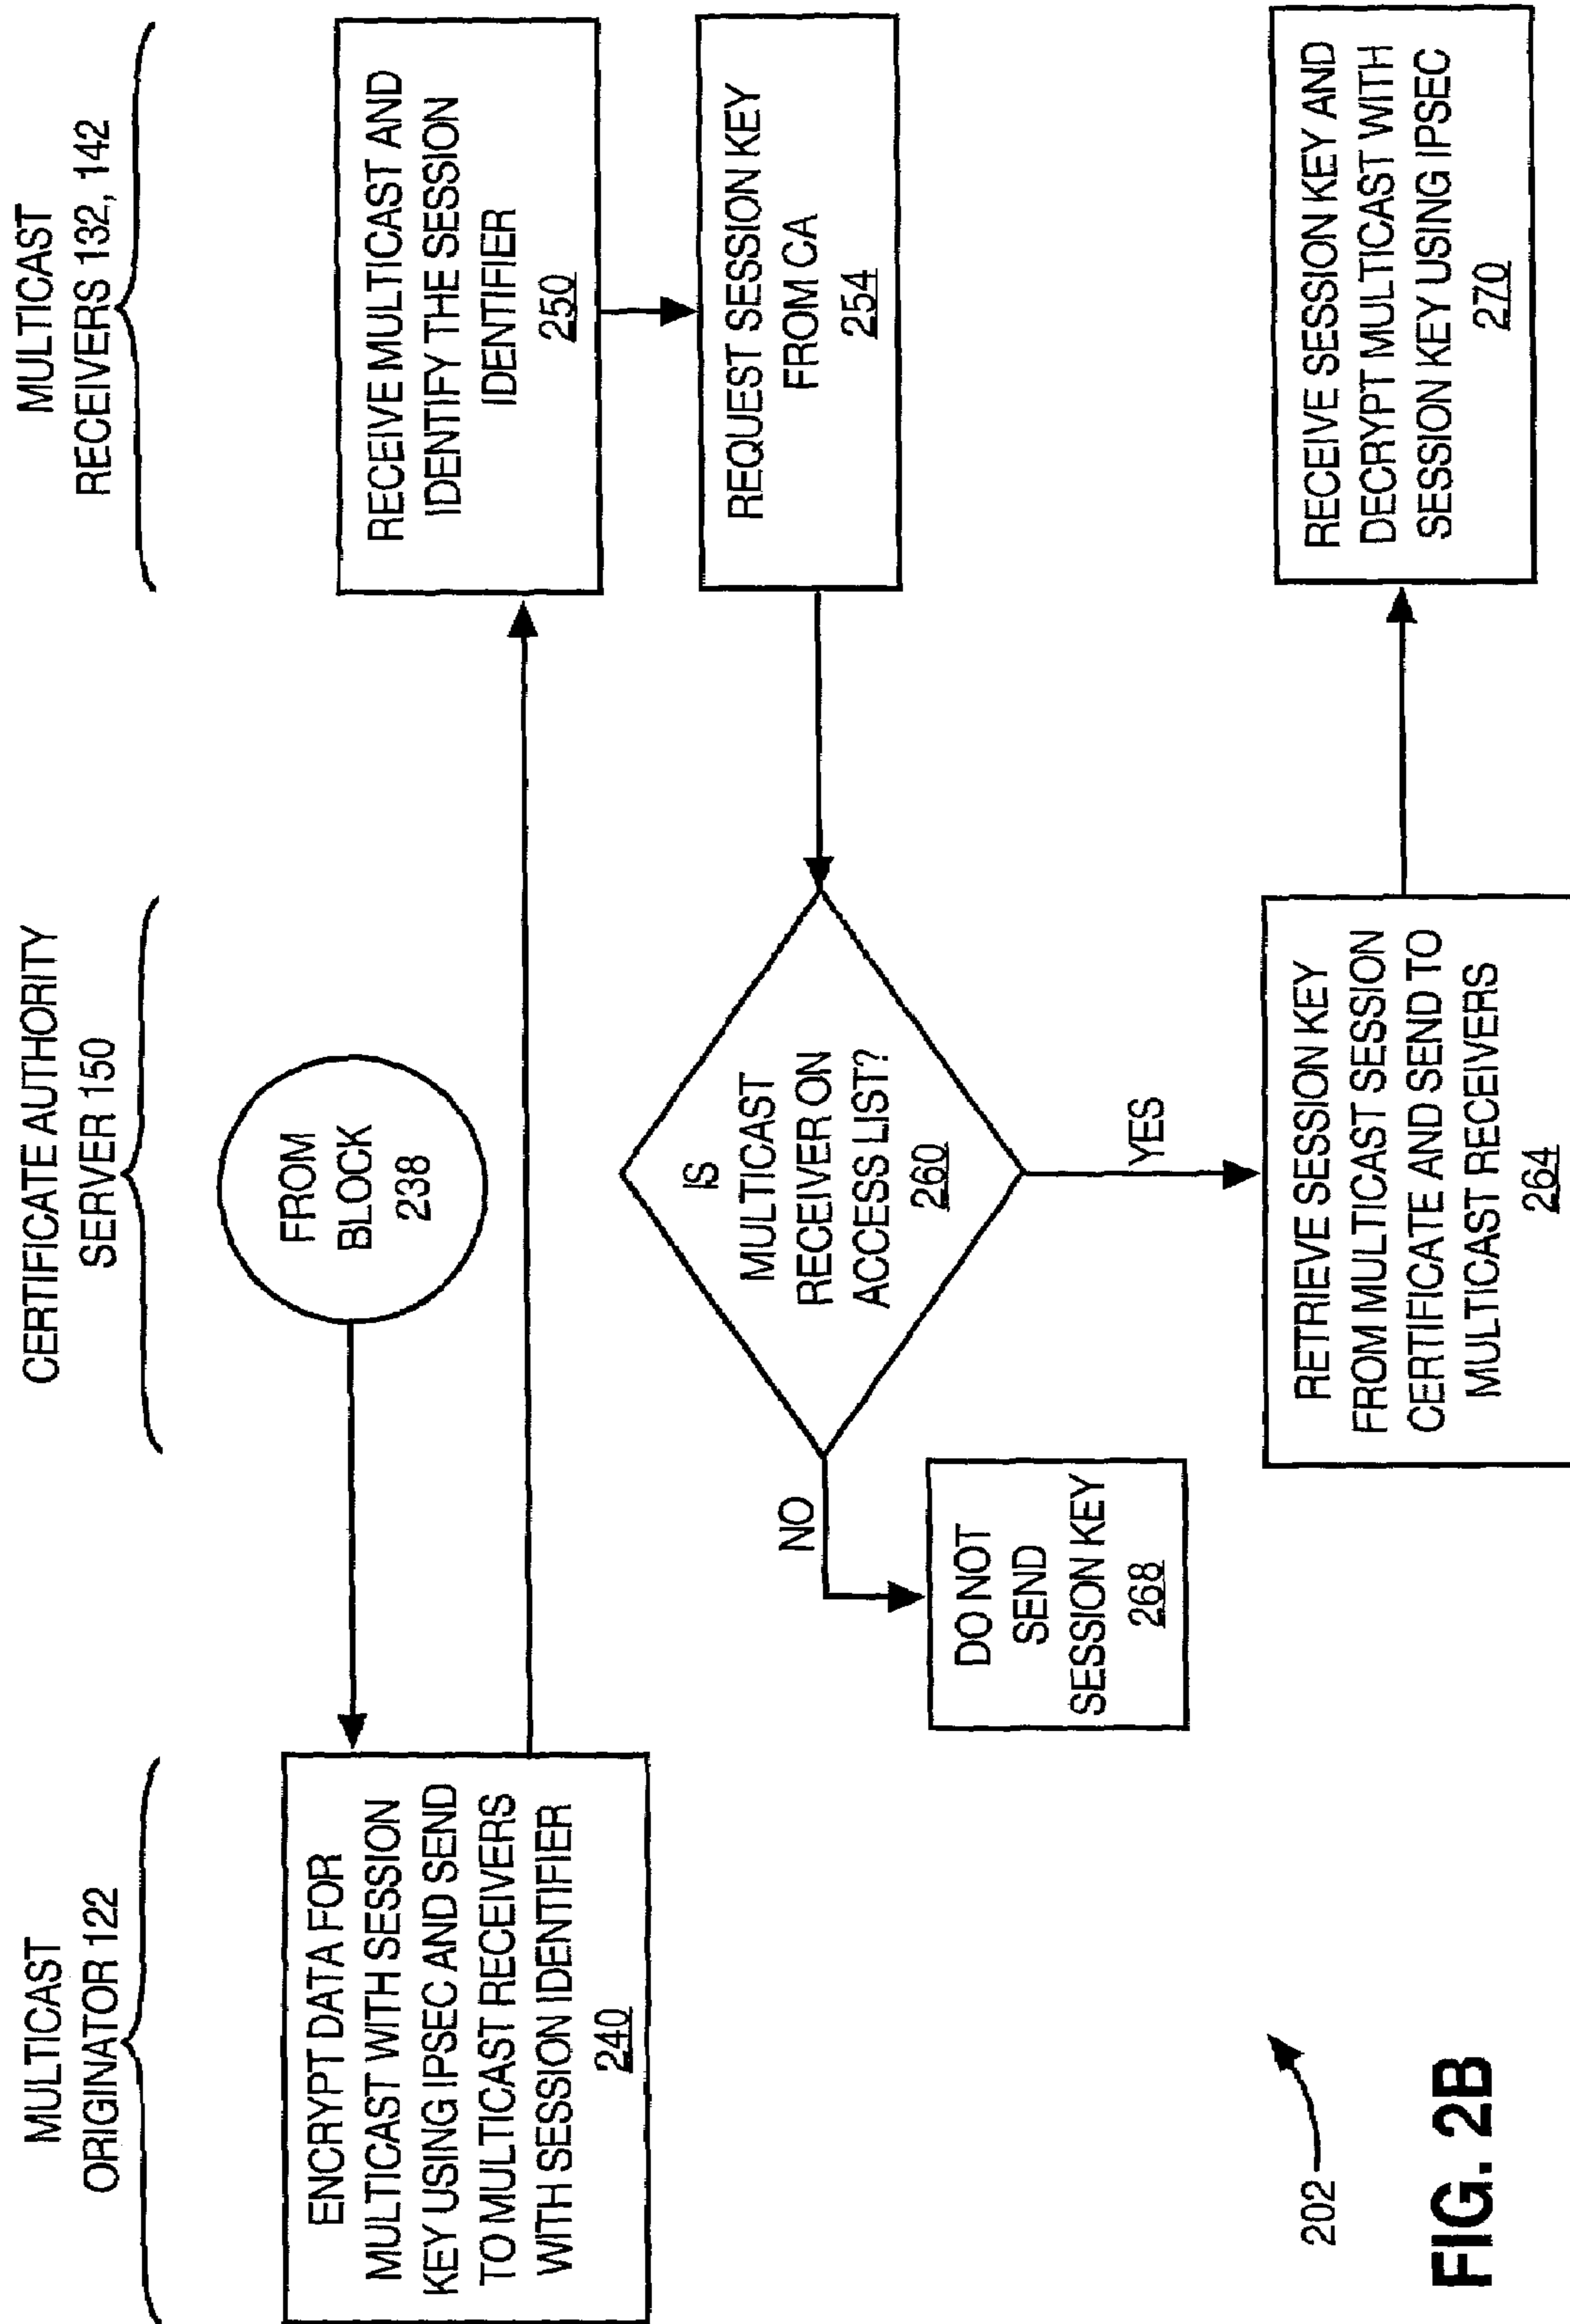 MULTICAST
ORIGINATOR 122
CERTIFICATE AUTHORITY
SERVER 150
MULTICAST
RECEIVERS 132, 142
FROM
BLOCK
238
ENCRYPT DATA FOR
MULTICAST WITH SESSION
KEY USING IPSEC AND SEND
TO MULTICAST RECEIVERS
WITH SESSION IDENTIFIER
240
RECEIVE MULTICAST AND
IDENTIFY THE SESSION
IDENTIFIER
250
REQUEST SESSION KEY
FROM CA
254
IS
MULTICAST
RECEIVER ON
ACCESS LIST?
260
NO
DO NOT
SEND
SESSION KEY
268
YES
RETRIEVE SESSION KEY
FROM MULTICAST SESSION
CERTIFICATE AND SEND TO
MULTICAST RECEIVERS
264
RECEIVE SESSION KEY AND
DECRYPT MULTICAST WITH
SESSION KEY USING IPSEC
270
202
FIG. 2B